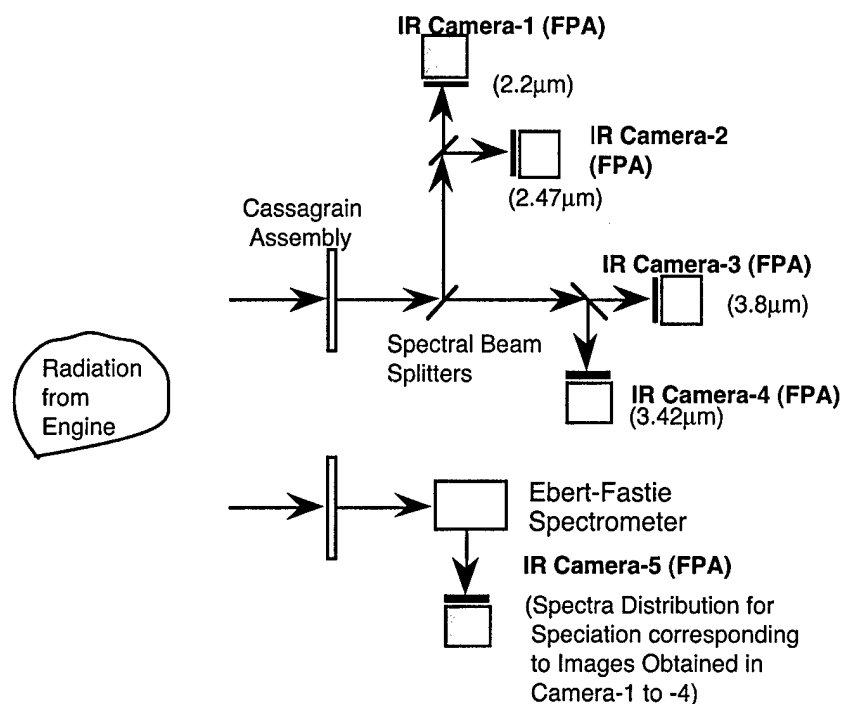 IR Camera-1 (FPA)
(2.2μm)
IR Camera-2
(FPA)
(2.47μm)
Cassagrain
Assembly
IR Camera-3 (FPA)
(3.8μm)
Spectral Beam
Splitters
Radiation
from
Engine
IR Camera-4 (FPA)
(3.42μm)
Ebert-Fastie
Spectrometer
IR Camera-5 (FPA)
(Spectra Distribution for
Speciation corresponding
to Images Obtained in
Camera-1 to -4)